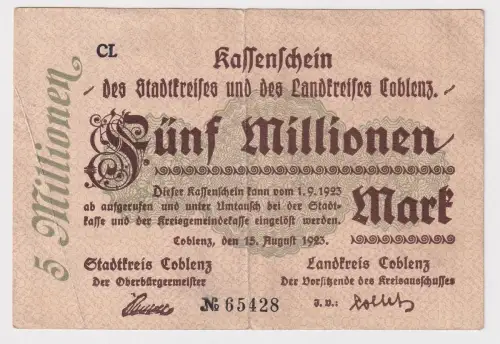 CL
Kassenschein
des Stadtkreises und des Landkreises Coblenz.
5 Millionen
Fünf Millionen
Dieser Kassenschein kann vom 1.9.1923
ab aufgerufen und unter Umtausch bei der Stadt-
kasse und der Kreisgemeindekasse eingelöst werden.
Mark
Coblenz, den 15. August 1923.
Stadtkreis Coblenz
Der Oberbürgermeister
Landkreis Coblenz
Der Vorsitzende des Kreisausschusses
№ 65428
J. V.: